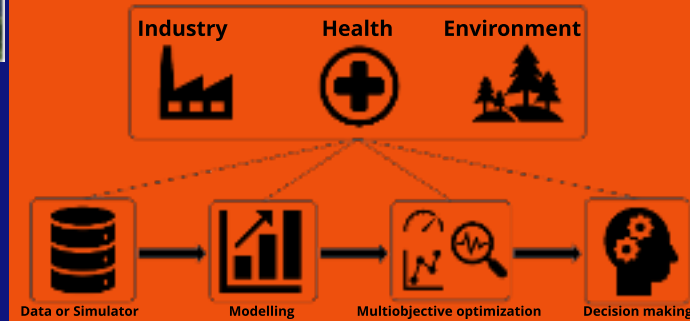 Industry
Health
Environment
Data or Simulator
Modelling
Multiobjective optimization
Decision making